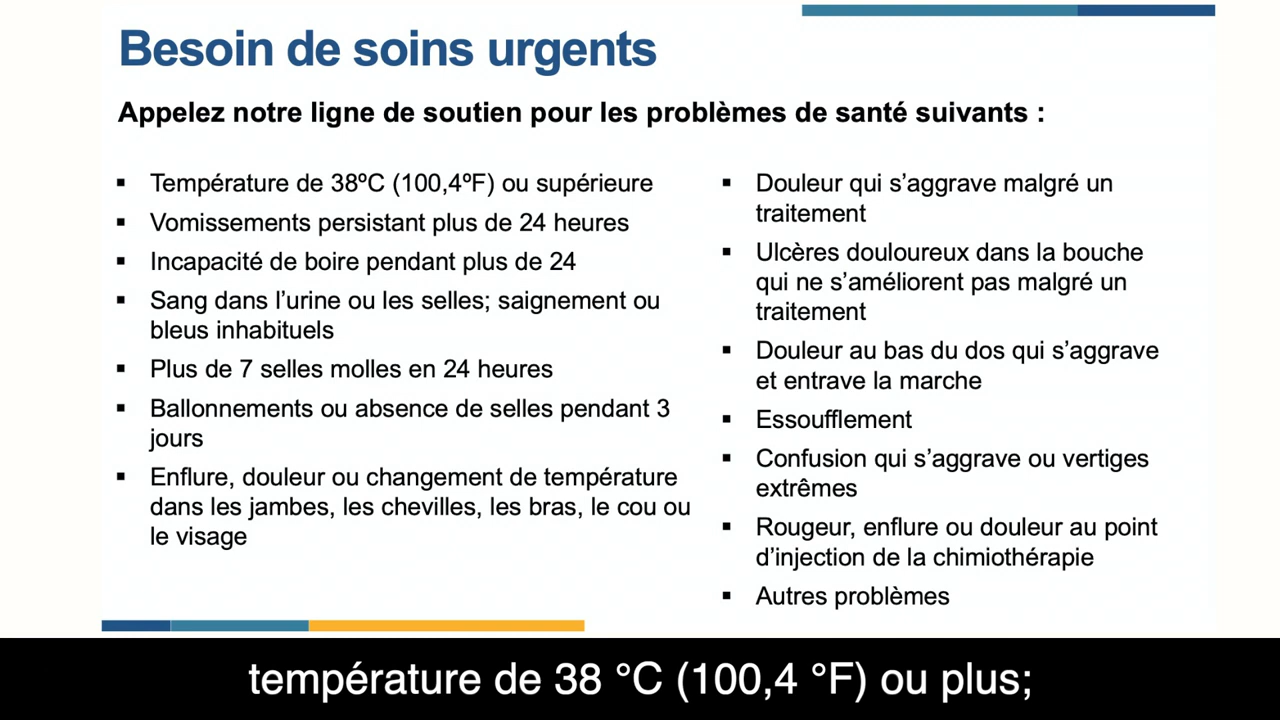 Besoin de soins urgents
Appelez notre ligne de soutien pour les problèmes de santé suivants :
▪ Température de 38ºC (100,4ºF) ou supérieure
▪ Vomissements persistant plus de 24 heures
▪ Incapacité de boire pendant plus de 24
▪ Sang dans l’urine ou les selles; saignement ou
bleus inhabituels
▪ Plus de 7 selles molles en 24 heures
▪ Ballonnements ou absence de selles pendant 3
jours
▪ Enflure, douleur ou changement de température
dans les jambes, les chevilles, les bras, le cou ou
le visage
▪ Douleur qui s’aggrave malgré un
traitement
▪ Ulcères douloureux dans la bouche
qui ne s’améliorent pas malgré un
traitement
▪ Douleur au bas du dos qui s’aggrave
et entrave la marche
▪ Essoufflement
▪ Confusion qui s’aggrave ou vertiges
extrêmes
▪ Rougeur, enflure ou douleur au point
d’injection de la chimiothérapie
▪ Autres problèmes
température de 38 °C (100,4 °F) ou plus;